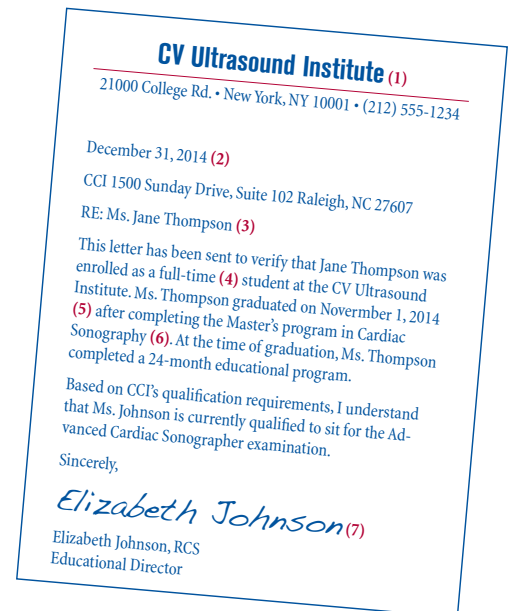 CV Ultrasound Institute (1)
21000 College Rd. • New York, NY 10001 • (212) 555-1234
December 31, 2014 (2)
CCI 1500 Sunday Drive, Suite 102 Raleigh, NC 27607
RE: Ms. Jane Thompson (3)
This letter has been sent to verify that Jane Thompson was
enrolled as a full-time (4) student at the CV Ultrasound
Institute. Ms. Thompson graduated on Novermber 1, 2014
(5) after completing the Master's program in Cardiac
Sonography (6). At the time of graduation, Ms. Thompson
completed a 24-month educational program.
Based on CCI's qualification requirements, I understand
that Ms. Johnson is currently qualified to sit for the Ad-
vanced Cardiac Sonographer examination.
Sincerely,
Elizabeth Johnson (7)
Elizabeth Johnson, RCS
Educational Director